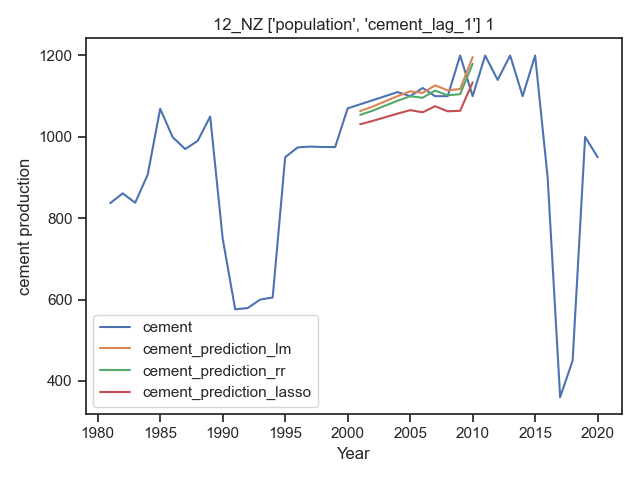 12_NZ ['population', 'cement_lag_1'] 1
1200
1000
800
600
400
cement production
cement
cement_prediction_lm
cement_prediction_rr
cement_prediction_lasso
1980 1985 1990 1995 2000 2005 2010 2015 2020
Year